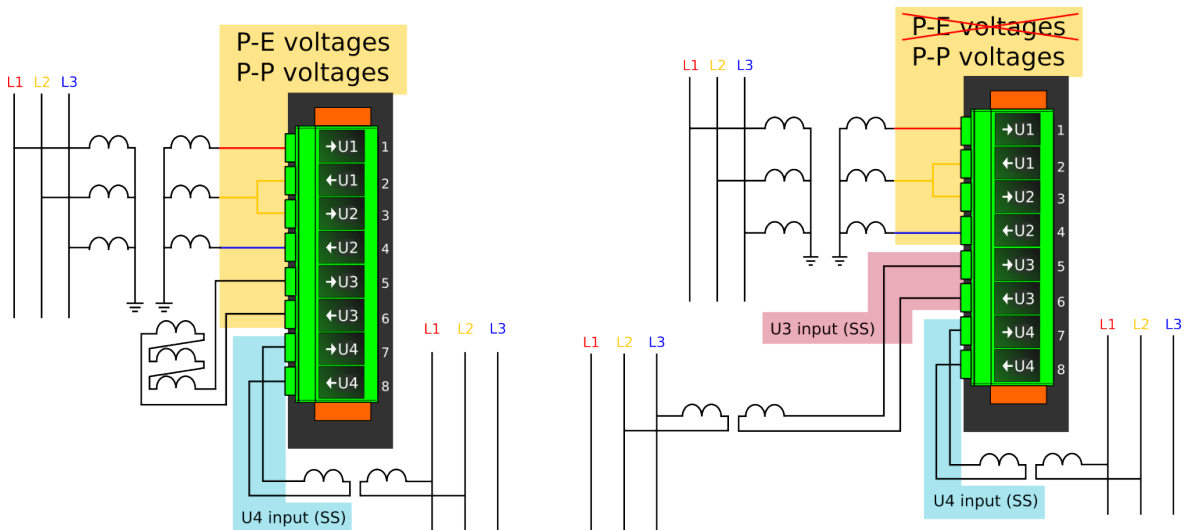 P-E voltages
P-P voltages
L1 L2 L3
→U1 1
←U1 2
→U2 3
←U2 4
→U3 5
←U3 6
→U4 7
←U4 8
L1 L2 L3
U4 input (SS)
P-E voltages
P-P voltages
L1 L2 L3
→U1 1
←U1 2
→U2 3
←U2 4
→U3 5
←U3 6
→U4 7
←U4 8
U3 input (SS)
L1 L2 L3
L1 L2 L3
U4 input (SS)